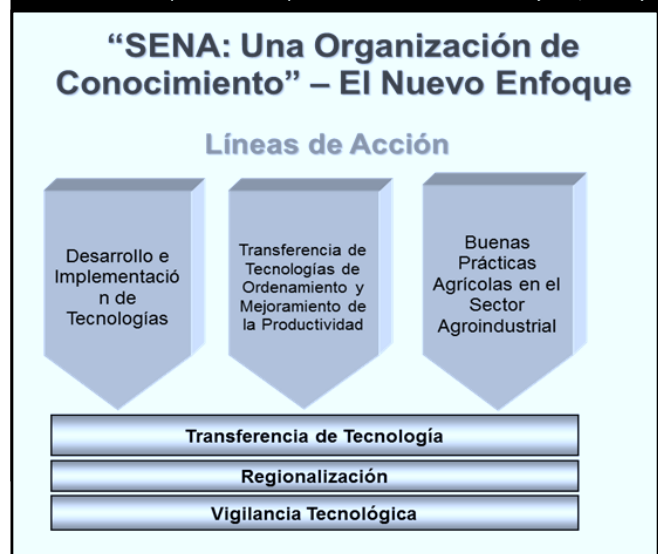 “SENA: Una Organización de
Conocimiento” – El Nuevo Enfoque
Líneas de Acción
Desarrollo e
Implementació
n de
Tecnologías
Transferencia de
Tecnologías de
Ordenamiento y
Mejoramiento de
la Productividad
Buenas
Prácticas
Agrícolas en el
Sector
Agroindustrial
Transferencia de Tecnología
Regionalización
Vigilancia Tecnológica